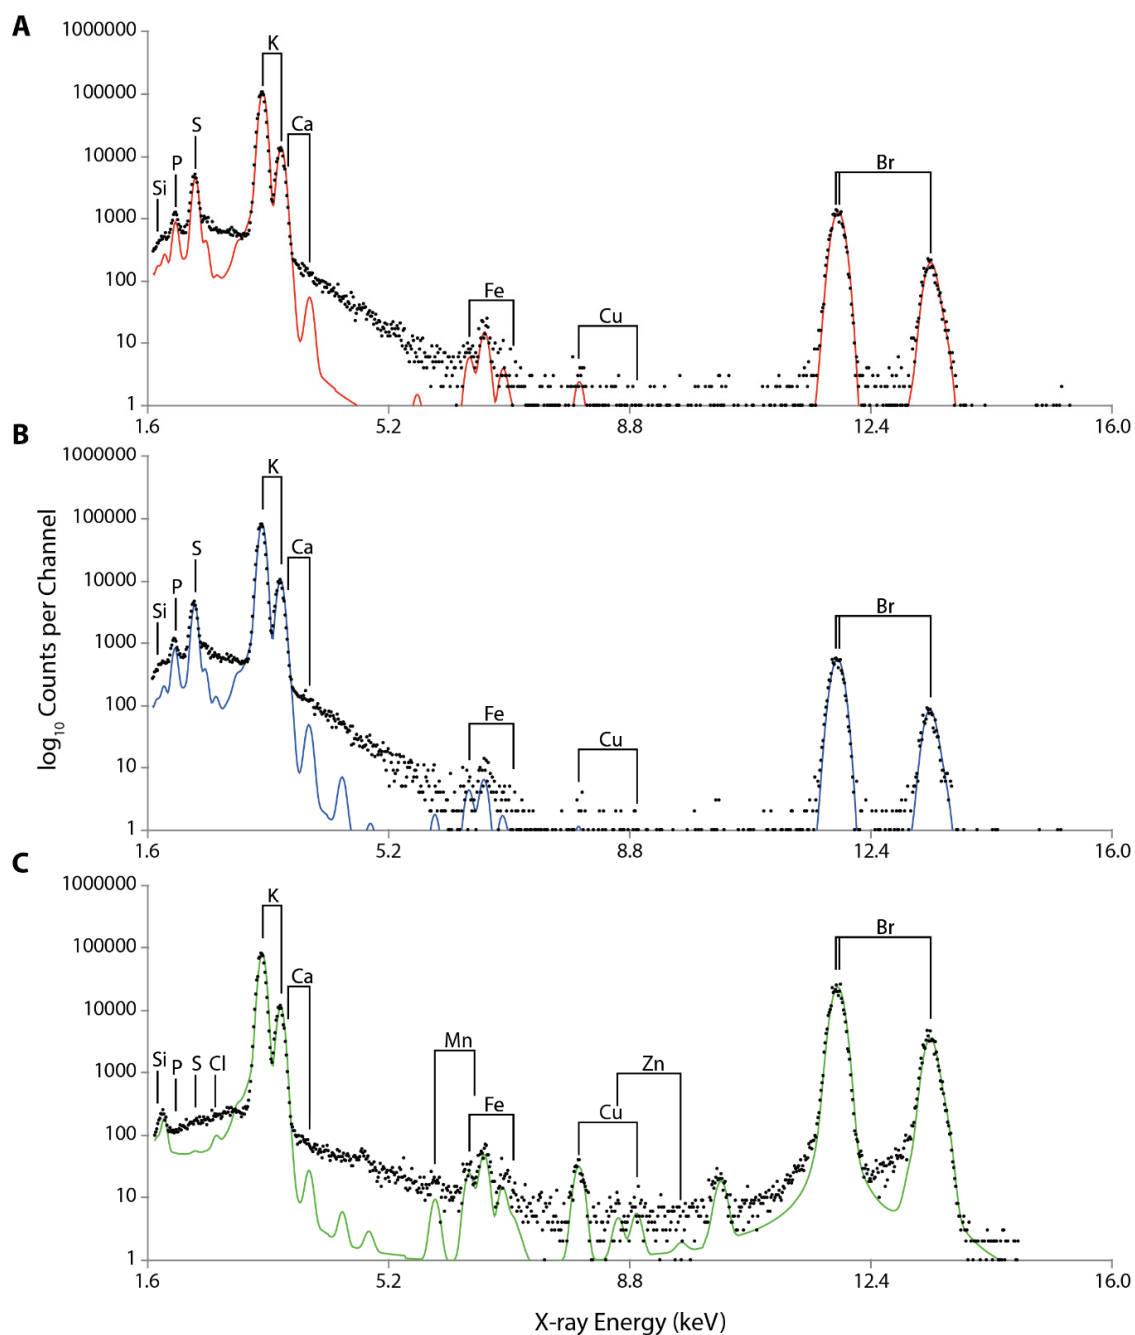 A
1000000
K
100000
Ca
S
10000
P
Si
Br
1000
100
Fe
Cu
10
1
1.6 5.2 8.8 12.4 16.0
B
1000000
K
100000
Ca
S
10000
P
Si
Br
1000
100
Fe
Cu
10
1
1.6 5.2 8.8 12.4 16.0
log10 Counts per Channel
C
1000000
K
100000
Br
Ca
10000
Mn
Si P S Cl
Zn
1000
Fe
Cu
100
10
1
1.6 5.2 8.8 12.4 16.0
X-ray Energy (keV)